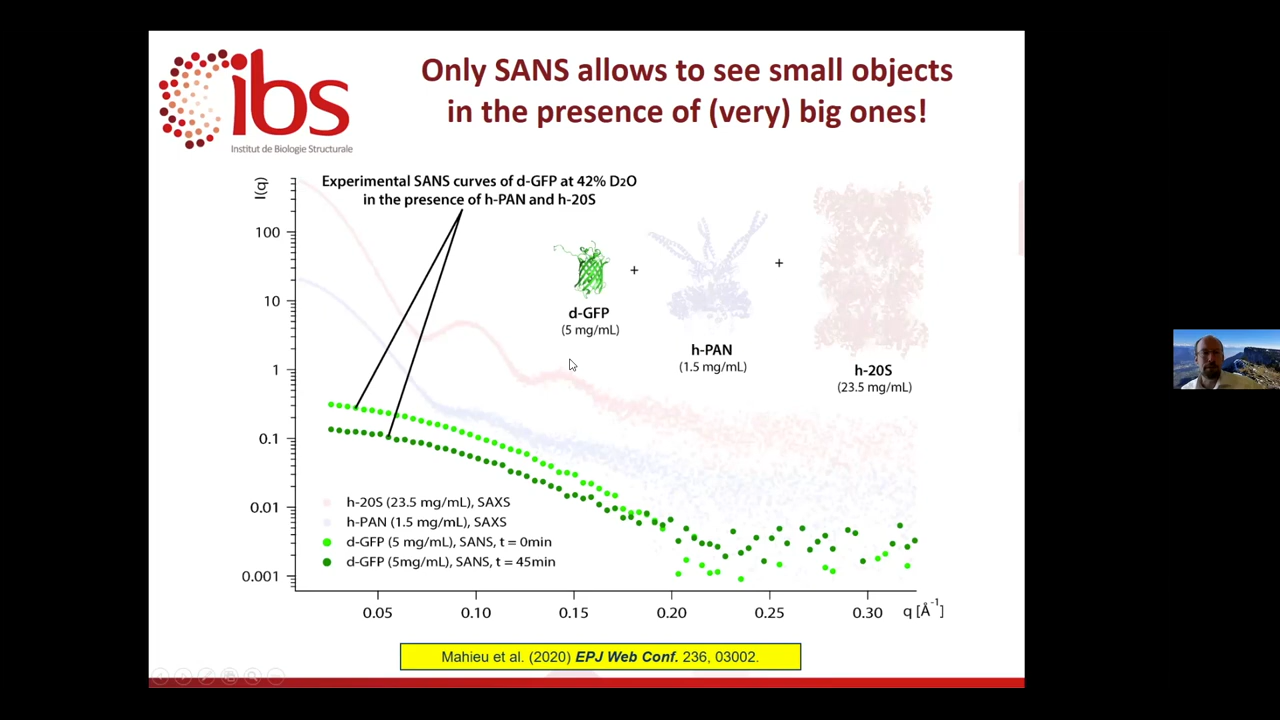 ibs
Institut de Biologie Structurale
Only SANS allows to see small objects
in the presence of (very) big ones!
I(q)
Experimental SANS curves of d-GFP at 42% D2O
in the presence of h-PAN and h-20S
100
10
1
0.1
0.01
0.001
+
+
d-GFP
(5 mg/mL)
h-PAN
(1.5 mg/mL)
h-20S
(23.5 mg/mL)
h-20S (23.5 mg/mL), SAXS
h-PAN (1.5 mg/mL), SAXS
d-GFP (5 mg/mL), SANS, t = 0min
d-GFP (5mg/mL), SANS, t = 45min
0.05 0.10 0.15 0.20 0.25 0.30 q [Å⁻¹]
Mahieu et al. (2020) EPJ Web Conf. 236, 03002.